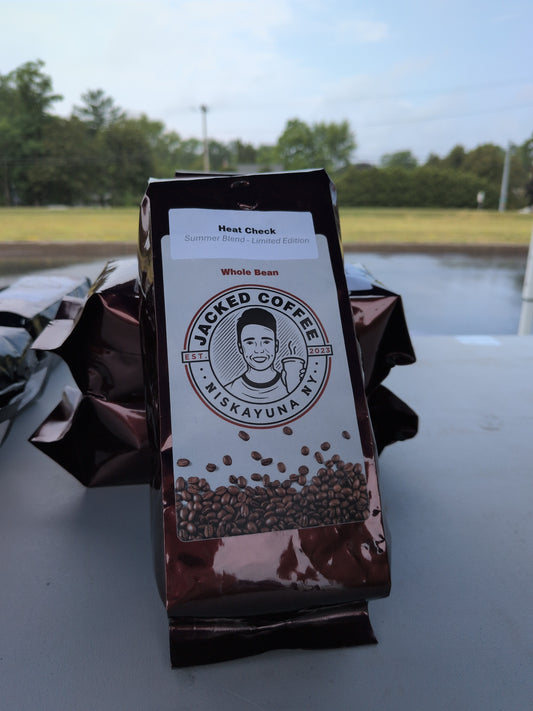 Heat Check
Summer Blend - Limited Edition
Whole Bean
JACKED COFFEE
EST. 2023
· NISKAYUNA NY ·